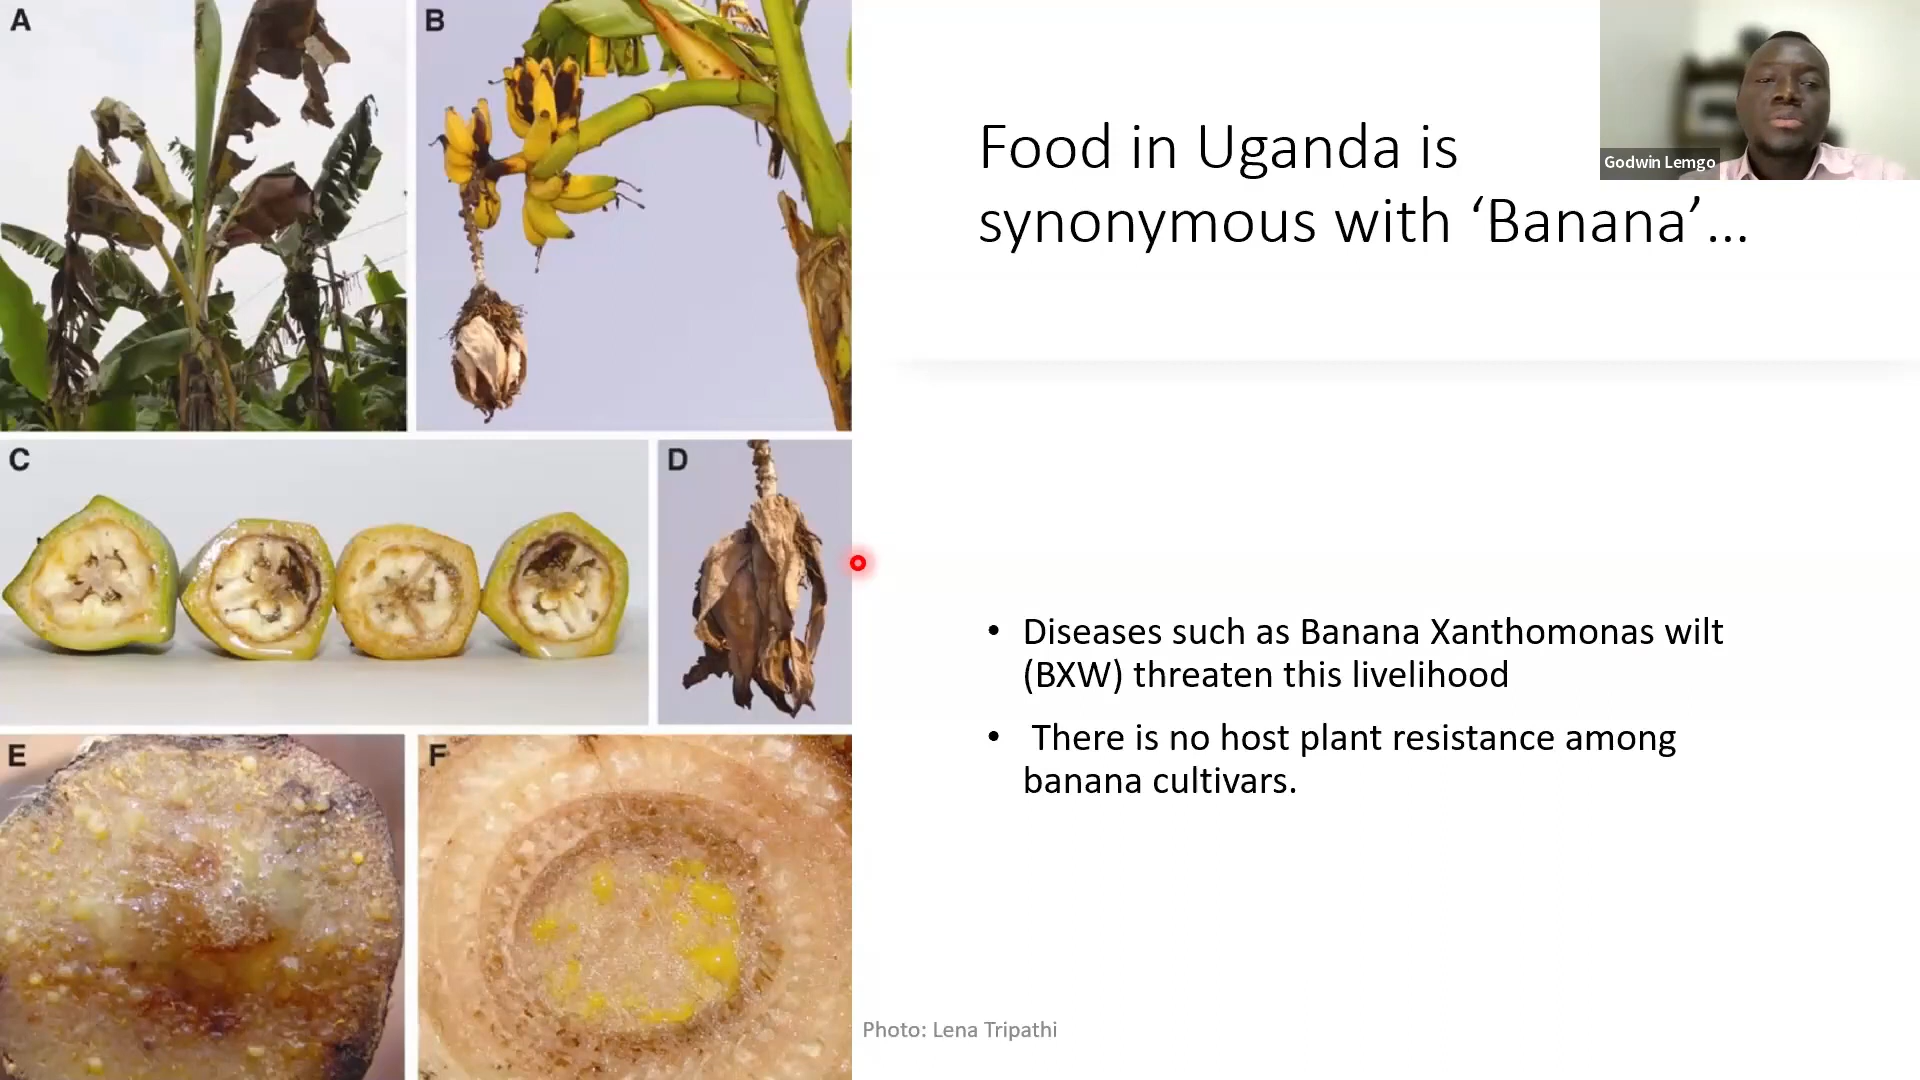 A
B
Food in Uganda is
synonymous with ‘Banana’...
Godwin Lemgo
C
D
• Diseases such as Banana Xanthomonas wilt
(BXW) threaten this livelihood
• There is no host plant resistance among
banana cultivars.
E
F
Photo: Lena Tripathi